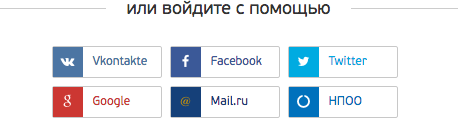 или войдите с помощью
Vkontakte Facebook Twitter
Google Mail.ru НПОО